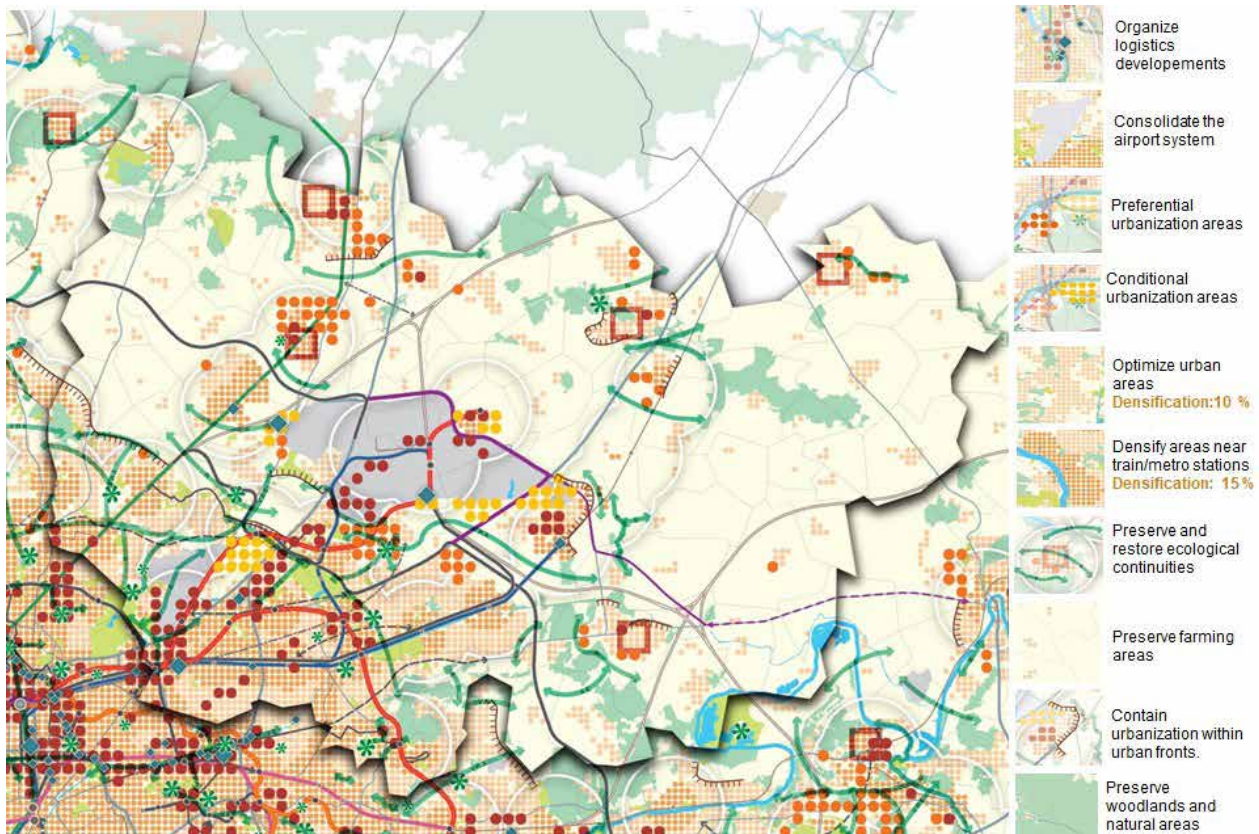 Organize
logistics
developements
Consolidate the
airport system
Preferential
urbanization areas
Conditional
urbanization areas
Optimize urban
areas
Densification:10 %
Densify areas near
train/metro stations
Densification: 15 %
Preserve and
restore ecological
continuities
Preserve farming
areas
Contain
urbanization within
urban fronts.
Preserve
woodlands and
natural areas